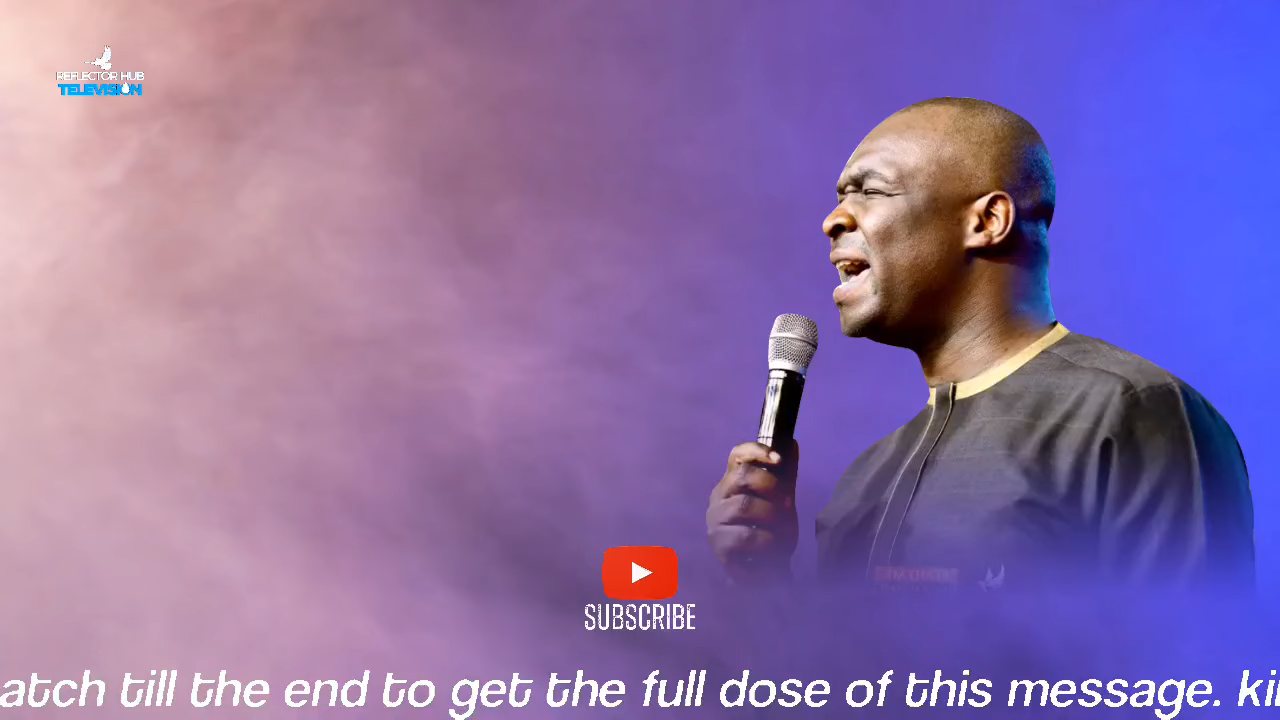 REFLECTOR HUB
TELEVISION
SUBSCRIBE
atch till the end to get the full dose of this message. ki